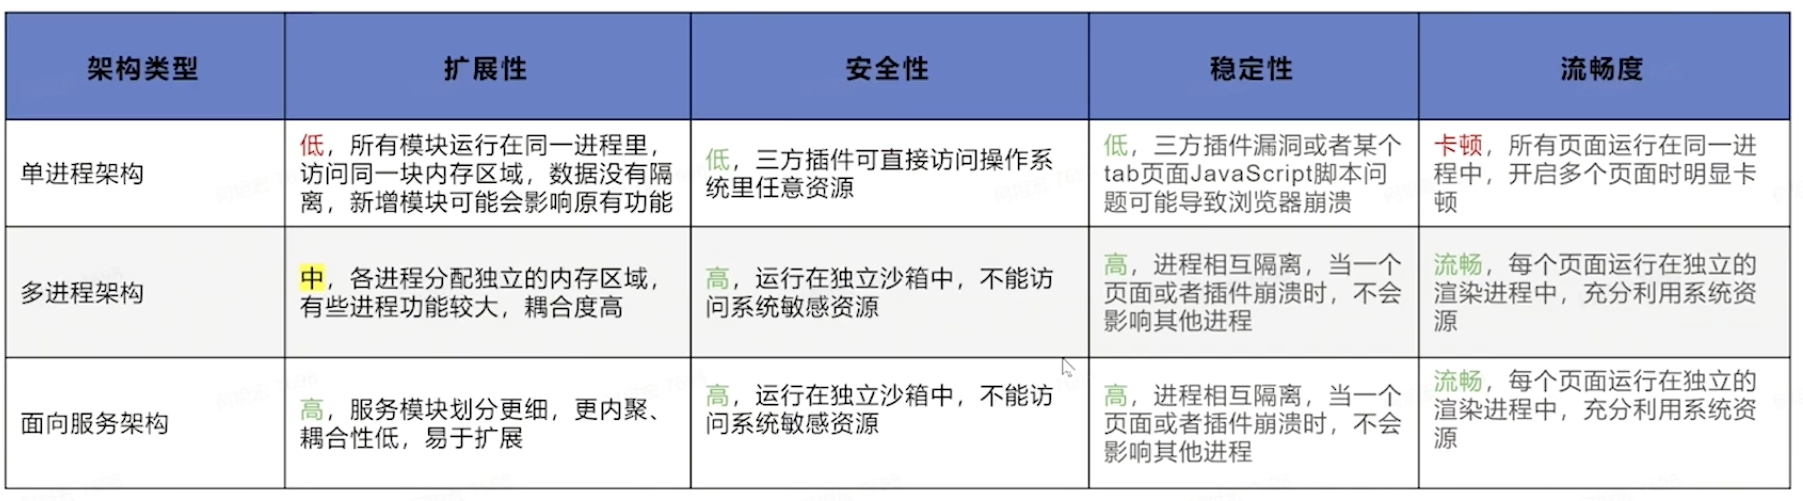 架构类型
扩展性
安全性
稳定性
流畅度
单进程架构
低，所有模块运行在同一进程里，
访问同一块内存区域，数据没有隔
离，新增模块可能会影响原有功能
低，三方插件可直接访问操作系
统里任意资源
低，三方插件漏洞或者某个
tab页面JavaScript脚本问
题可能导致浏览器崩溃
卡顿，所有页面运行在同一进
程中，开启多个页面时明显卡
顿
多进程架构
中，各进程分配独立的内存区域，
有些进程功能较大，耦合度高
高，运行在独立沙箱中，不能访
问系统敏感资源
高，进程相互隔离，当一个
页面或者插件崩溃时，不会
影响其他进程
流畅，每个页面运行在独立的
渲染进程中，充分利用系统资
源
面向服务架构
高，服务模块划分更细，更内聚、
耦合性低，易于扩展
高，运行在独立沙箱中，不能访
问系统敏感资源
高，进程相互隔离，当一个
页面或者插件崩溃时，不会
影响其他进程
流畅，每个页面运行在独立的
渲染进程中，充分利用系统资
源